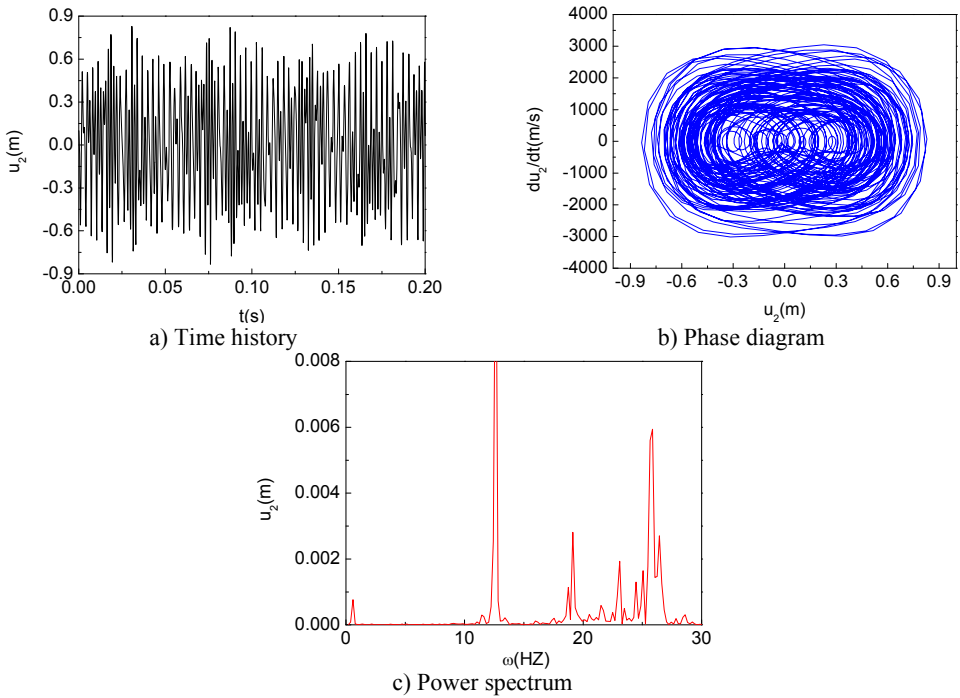 0.9
0.6
0.3
0.0
-0.3
-0.6
-0.9
u₂(m)
0.00 0.05 0.10 0.15 0.20
t(s)
a) Time history
4000
3000
2000
1000
0
-1000
-2000
-3000
-4000
du₂/dt(m/s)
-0.9 -0.6 -0.3 0.0 0.3 0.6 0.9
u₂(m)
b) Phase diagram
0.008
0.006
0.004
0.002
0.000
u₂(m)
0 10 20 30
ω(HZ)
c) Power spectrum